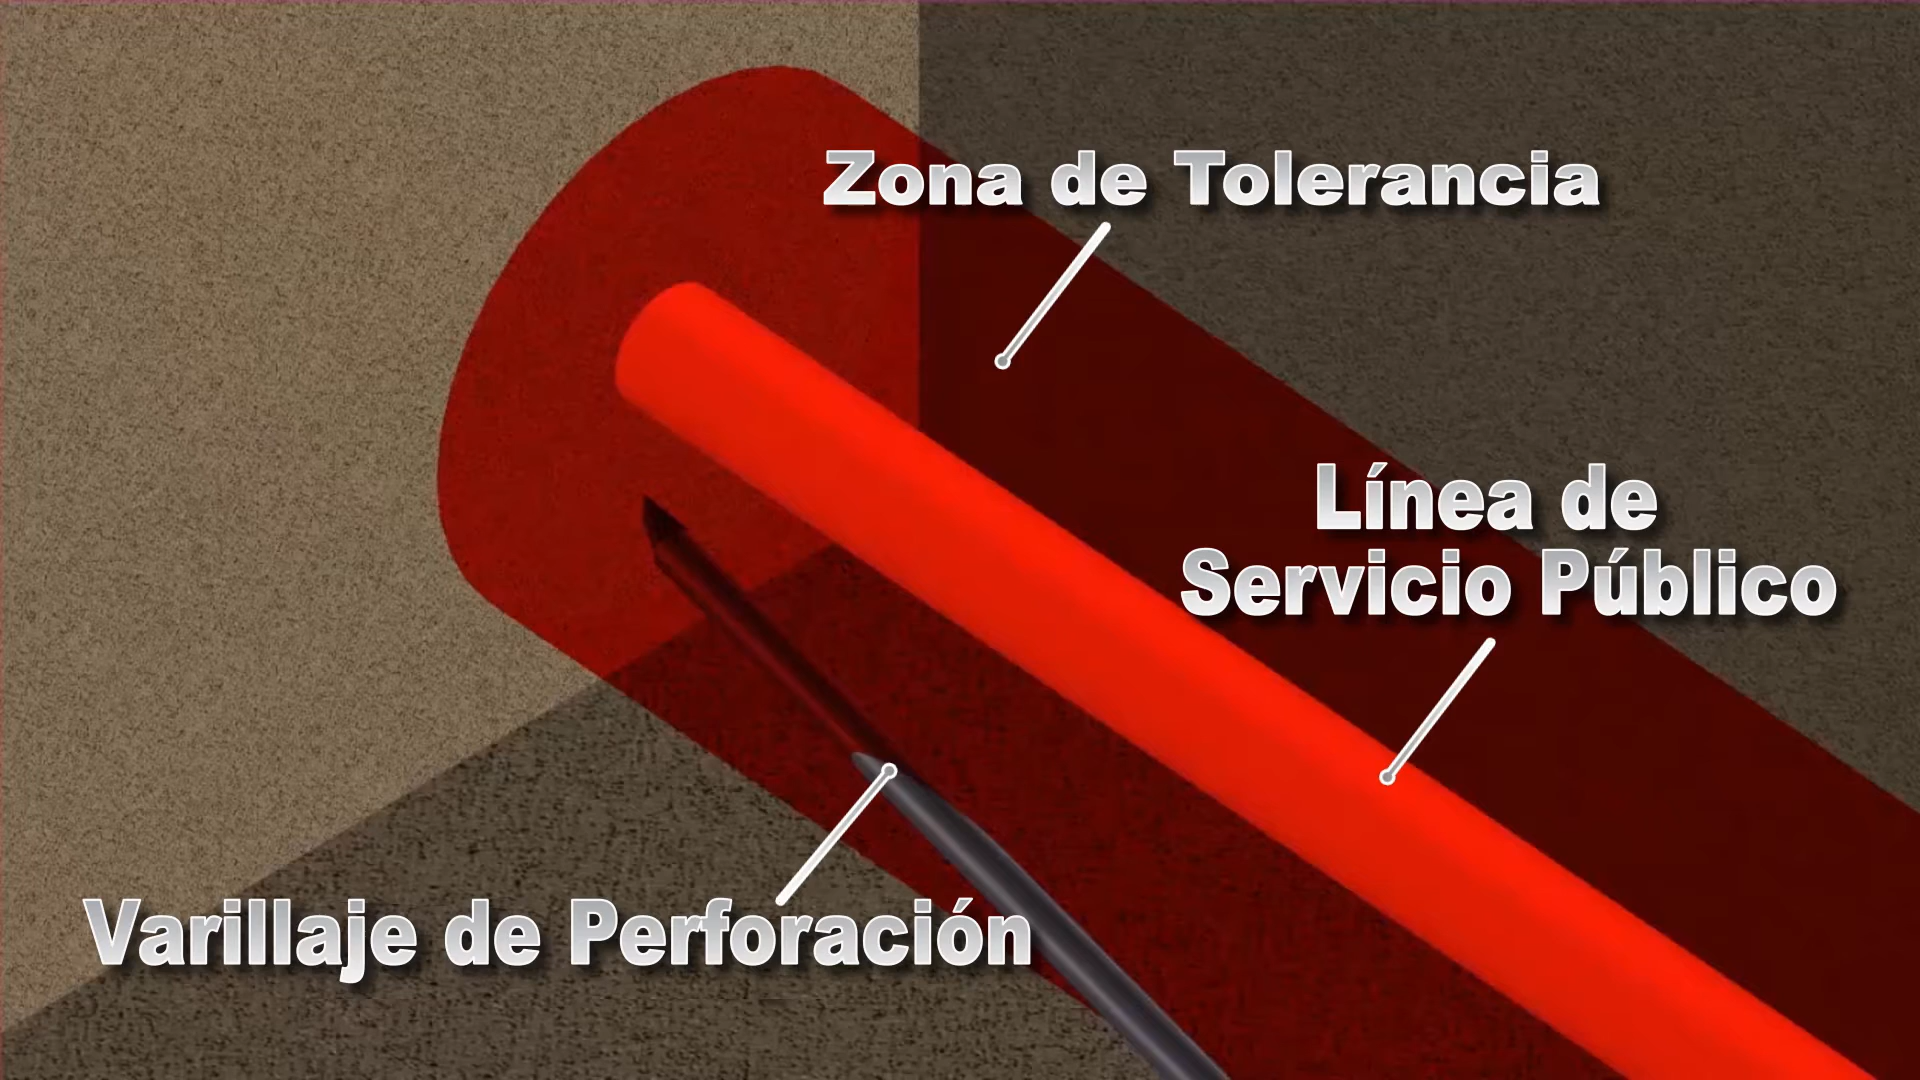 Zona de Tolerancia
Línea de
Servicio Público
Varillaje de Perforación